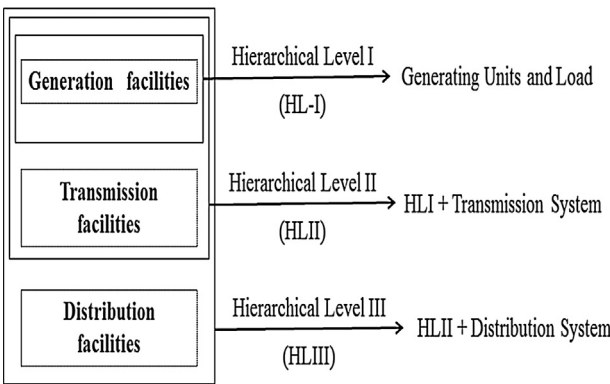 Generation facilities
Hierarchical Level I
(HL-I)
Generating Units and Load
Transmission
facilities
Hierarchical Level II
(HLII)
HLI + Transmission System
Distribution
facilities
Hierarchical Level III
(HLIII)
HLII + Distribution System